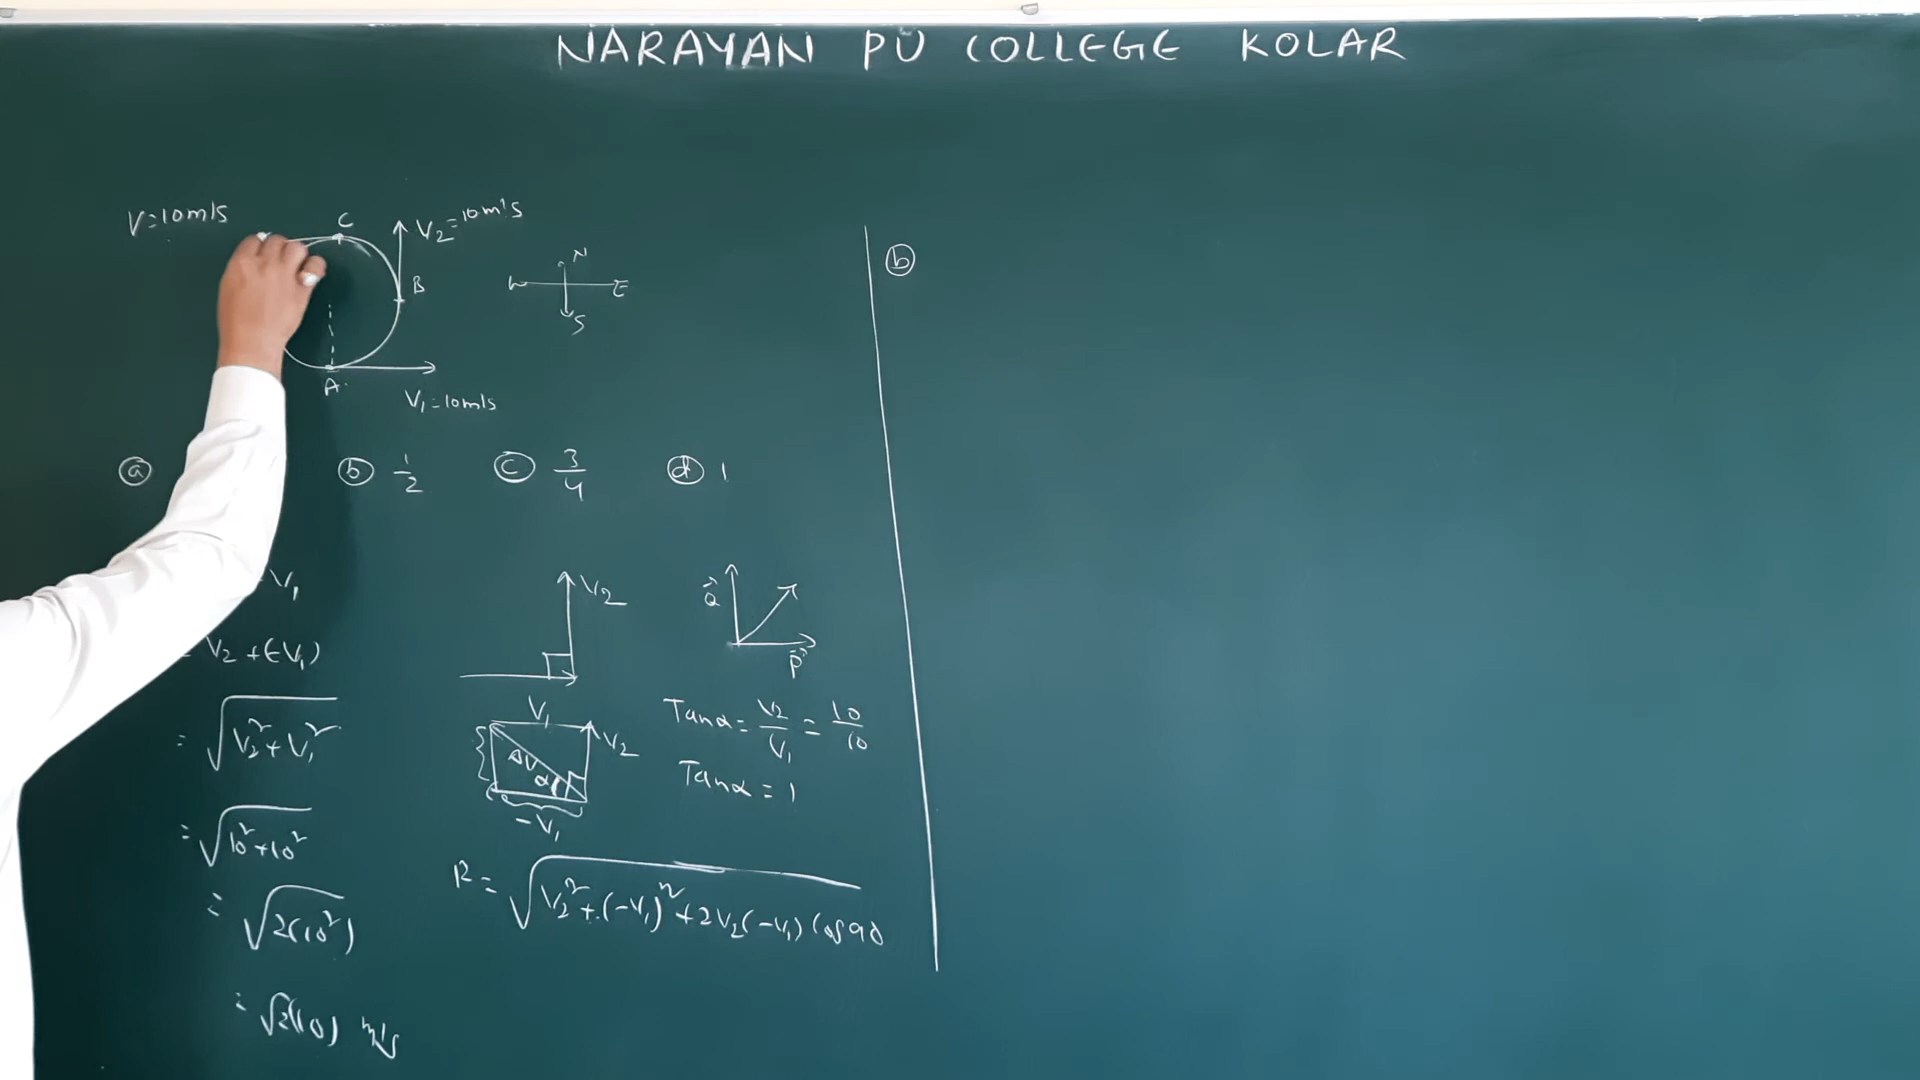 NARAYAN PU COLLEGE KOLAR
V=10m/s
C
V₂=10m/s
B
N
E
S
A
V₁=10m/s
ⓐ
ⓑ 1/2
ⓒ 3/4
ⓓ 1
V₁
= V₂+(-V₁)
= √(V₂²+V₁²)
= √(10²+10²)
= √(2(10²))
= √2(10) m/s
V₂
V₁
Q⃗
P⃗
V₂
ΔV
α
-V₁
Tanα = V₂/V₁ = 10/10
Tanα = 1
R = √(V₂²+(-V₁)²+2V₂(-V₁)Cos90
ⓑ